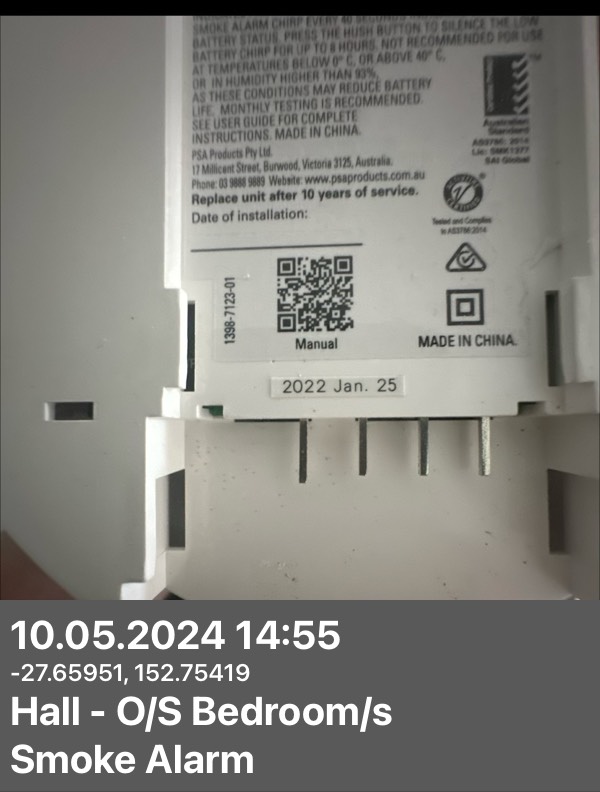 SMOKE ALARM CHIRP EVERY 40 SECONDS
BATTERY STATUS. PRESS THE HUSH BUTTON TO SILENCE THE LOW
BATTERY CHIRP FOR UP TO 8 HOURS. NOT RECOMMENDED FOR USE
AT TEMPERATURES BELOW 0° C, OR ABOVE 40° C,
OR IN HUMIDITY HIGHER THAN 93%,
AS THESE CONDITIONS MAY REDUCE BATTERY
LIFE. MONTHLY TESTING IS RECOMMENDED.
SEE USER GUIDE FOR COMPLETE
INSTRUCTIONS. MADE IN CHINA.
Australian
Standard
AS3786: 2014
SAI Global
PSA Products Pty Ltd.
17 Millicent Street, Burwood, Victoria 3125, Australia.
Phone: 03 9888 9889 Website: www.psaproducts.com.au
Replace unit after 10 years of service.
Date of installation:
Tested and Complies
to AS3786:2014
1398-7123-01
Manual
MADE IN CHINA.
2022 Jan. 25
10.05.2024 14:55
-27.65951, 152.75419
Hall - O/S Bedroom/s
Smoke Alarm